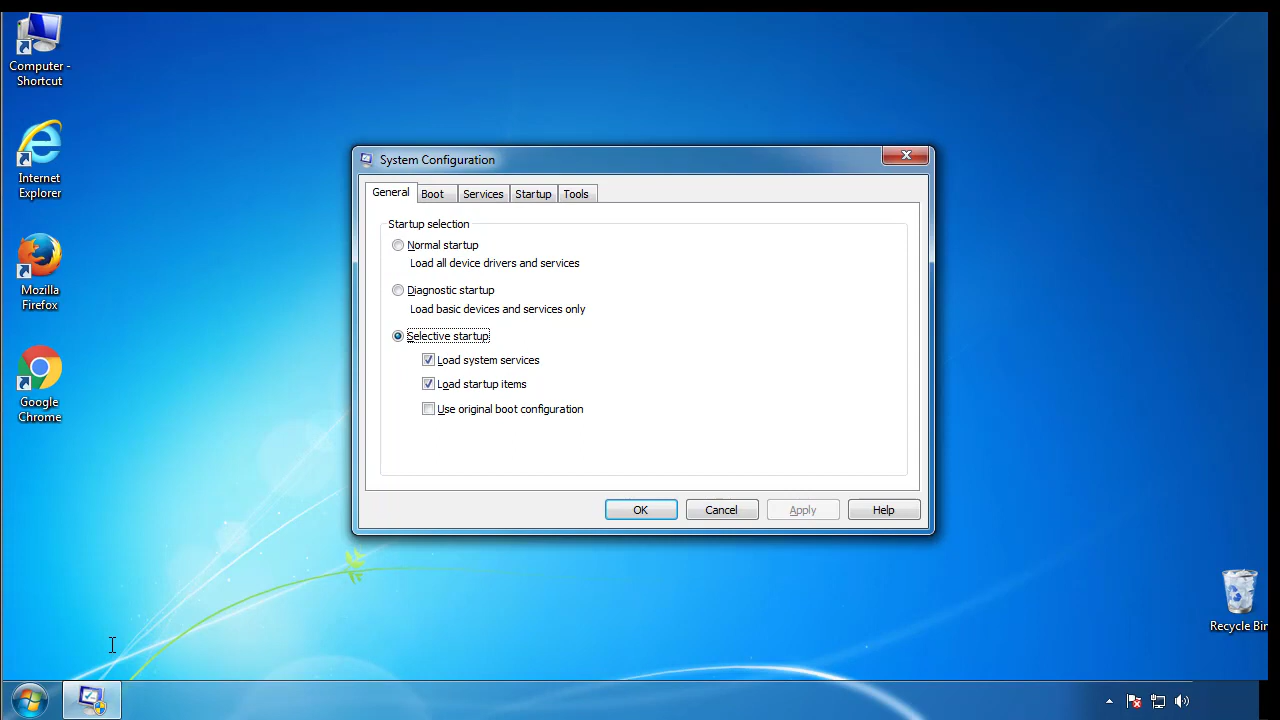 Computer -
Shortcut
Internet
Explorer
Mozilla
Firefox
Google
Chrome
System Configuration
General
Boot
Services
Startup
Tools
Startup selection
Normal startup
Load all device drivers and services
Diagnostic startup
Load basic devices and services only
Selective startup
Load system services
Load startup items
Use original boot configuration
OK
Cancel
Apply
Help
Recycle Bin